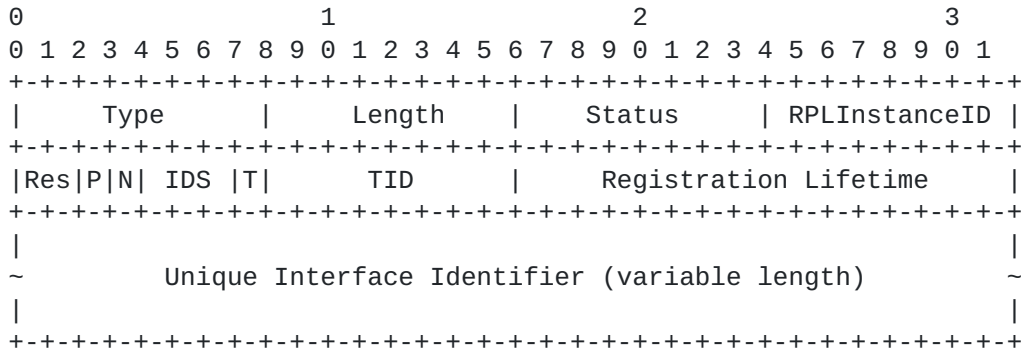 0                   1                   2                   3
0 1 2 3 4 5 6 7 8 9 0 1 2 3 4 5 6 7 8 9 0 1 2 3 4 5 6 7 8 9 0 1
+-+-+-+-+-+-+-+-+-+-+-+-+-+-+-+-+-+-+-+-+-+-+-+-+-+-+-+-+-+-+-+-+
|     Type      |     Length    |    Status     | RPLInstanceID |
+-+-+-+-+-+-+-+-+-+-+-+-+-+-+-+-+-+-+-+-+-+-+-+-+-+-+-+-+-+-+-+-+
|Res|P|N| IDS |T|      TID      |     Registration Lifetime     |
+-+-+-+-+-+-+-+-+-+-+-+-+-+-+-+-+-+-+-+-+-+-+-+-+-+-+-+-+-+-+-+-+
|                                                               |
~         Unique Interface Identifier (variable length)         ~
|                                                               |
+-+-+-+-+-+-+-+-+-+-+-+-+-+-+-+-+-+-+-+-+-+-+-+-+-+-+-+-+-+-+-+-+